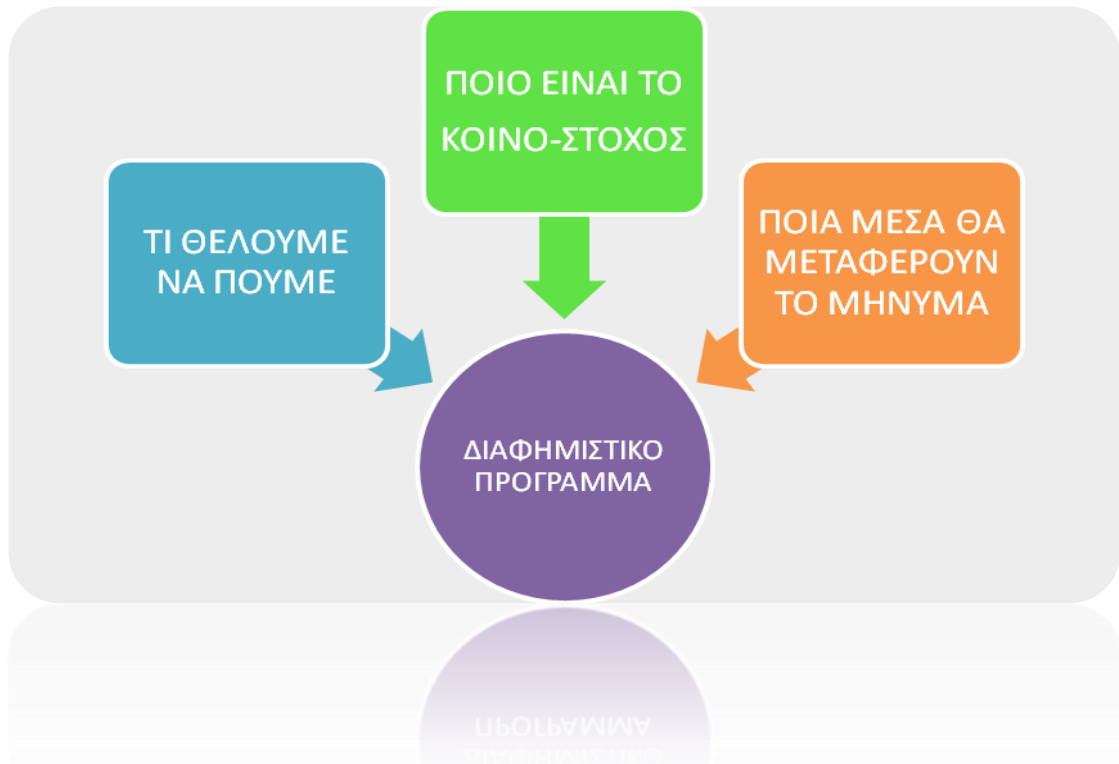 ΠΟΙΟ ΕΙΝΑΙ ΤΟ
ΚΟΙΝΟ-ΣΤΟΧΟΣ
ΤΙ ΘΕΛΟΥΜΕ
ΝΑ ΠΟΥΜΕ
ΠΟΙΑ ΜΕΣΑ ΘΑ
ΜΕΤΑΦΕΡΟΥΝ
ΤΟ ΜΗΝΥΜΑ
ΔΙΑΦΗΜΙΣΤΙΚΟ
ΠΡΟΓΡΑΜΜΑ